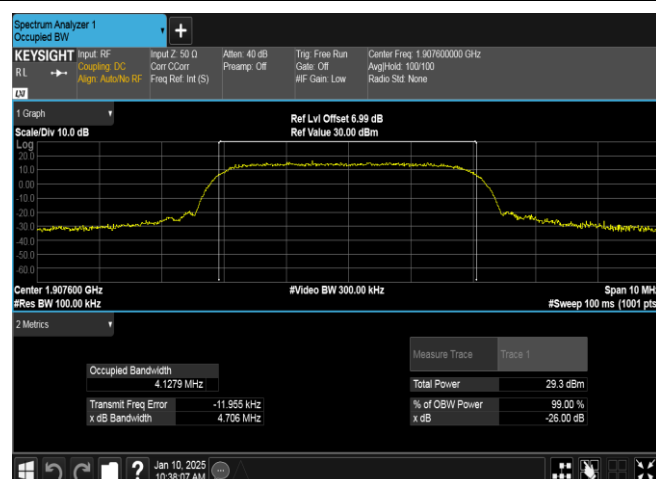 Spectrum Analyzer 1
Occupied BW
+
KEYSIGHT
R L
LXI
Input: RF
Coupling: DC
Align: Auto/No RF
Input Z: 50 Ω
Corr CCorr
Freq Ref: Int (S)
Atten: 40 dB
Preamp: Off
Trig: Free Run
Gate: Off
#IF Gain: Low
Center Freq: 1.907600000 GHz
Avg|Hold: 100/100
Radio Std: None
1 Graph
Scale/Div 10.0 dB
Ref Lvl Offset 6.99 dB
Ref Value 30.00 dBm
Log
20.0
10.0
0.00
-10.0
-20.0
-30.0
-40.0
-50.0
-60.0
Center 1.907600 GHz
#Video BW 300.00 kHz
Span 10 MH
#Res BW 100.00 kHz
#Sweep 100 ms (1001 pts
2 Metrics
Measure Trace
Trace 1
Occupied Bandwidth
4.1279 MHz
Total Power
29.3 dBm
Transmit Freq Error
-11.955 kHz
% of OBW Power
99.00 %
x dB Bandwidth
4.706 MHz
x dB
-26.00 dB
?
Jan 10, 2025
10:38:07 AM